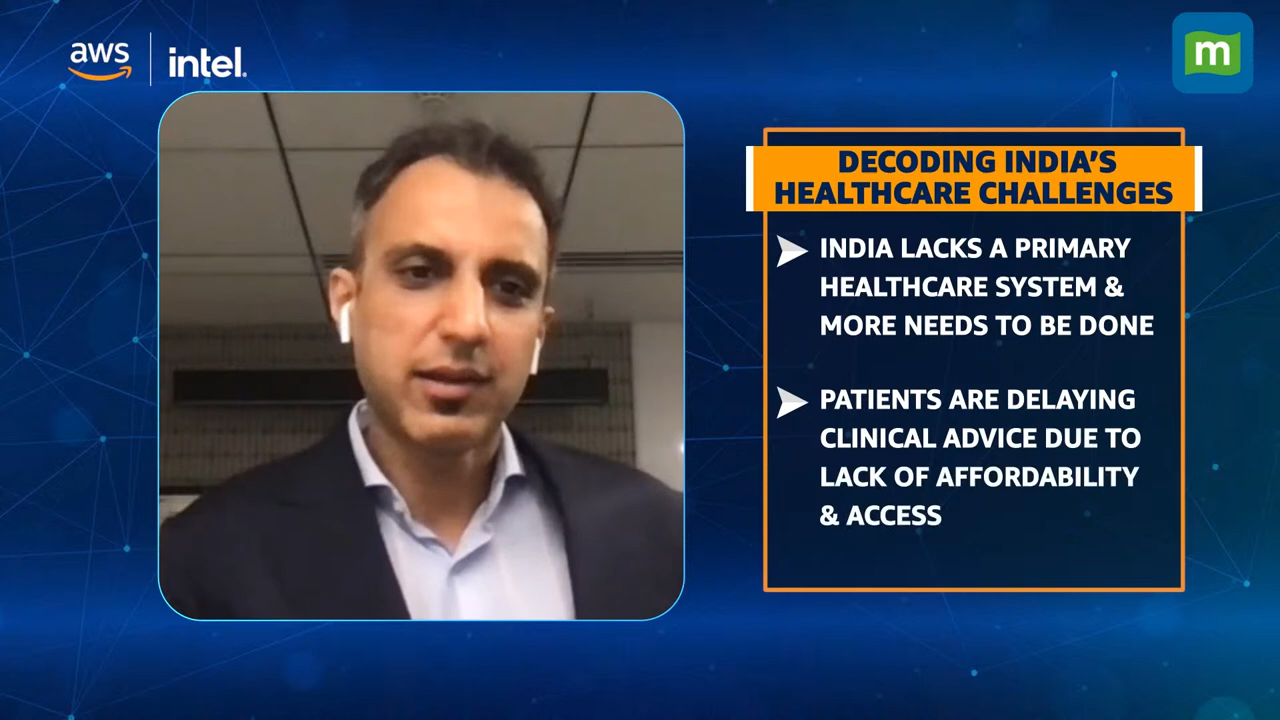 aws
intel.
m
DECODING INDIA'S
HEALTHCARE CHALLENGES
INDIA LACKS A PRIMARY
HEALTHCARE SYSTEM &
MORE NEEDS TO BE DONE
PATIENTS ARE DELAYING
CLINICAL ADVICE DUE TO
LACK OF AFFORDABILITY
& ACCESS